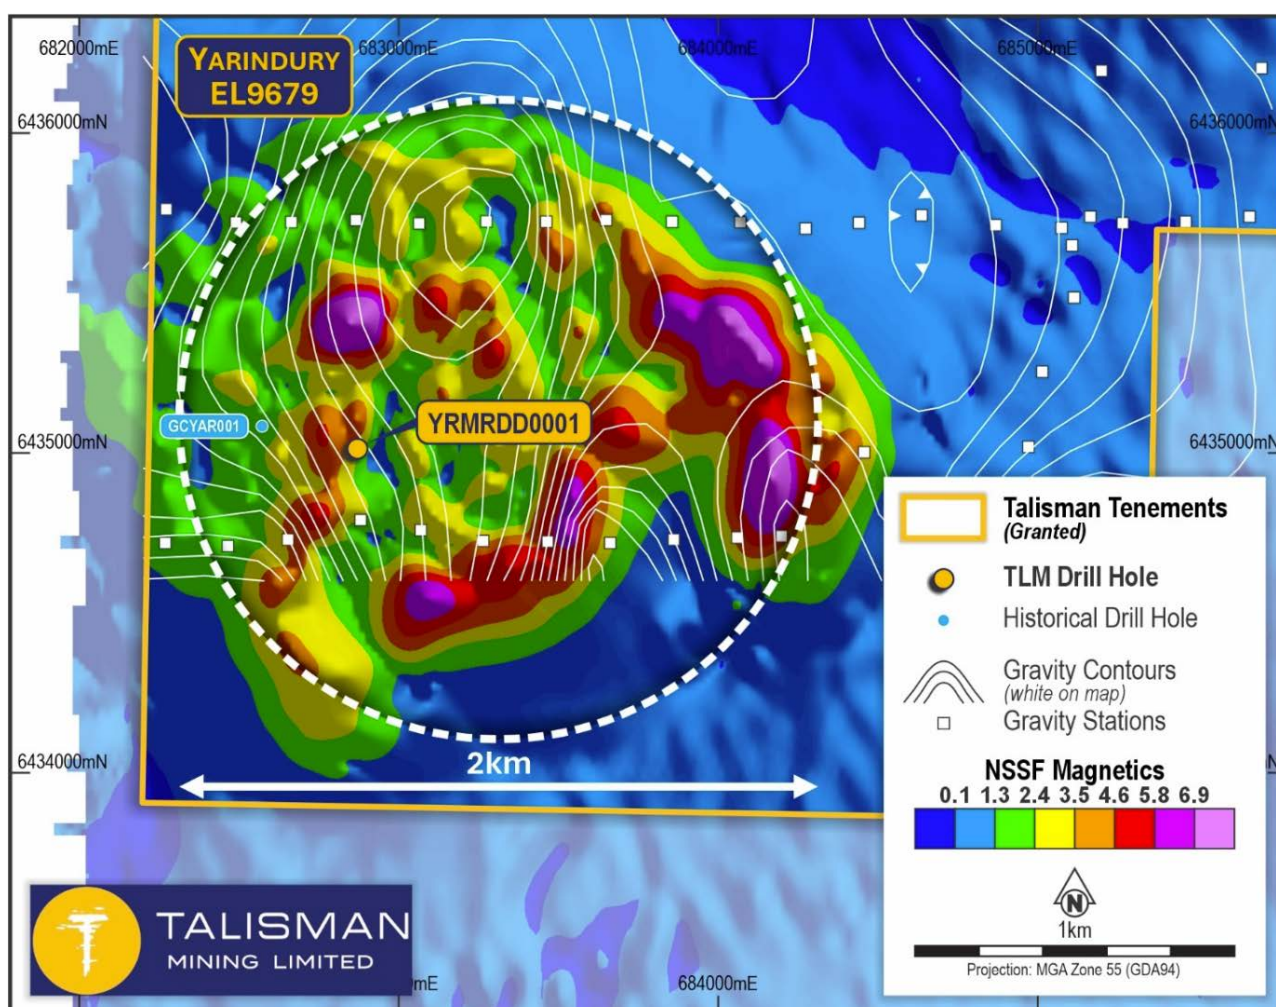 682000mE
683000mE
684000mE
685000mE
YARINDURY
EL9679
6436000mN
6436000mN
GCYAR001
YRMRDD0001
6435000mN
6435000mN
Talisman Tenements
(Granted)
TLM Drill Hole
Historical Drill Hole
Gravity Contours
(white on map)
Gravity Stations
6434000mN
2km
NSSF Magnetics
0.1 1.3 2.4 3.5 4.6 5.8 6.9
N
1km
Projection: MGA Zone 55 (GDA94)
TALISMAN
MINING LIMITED
684000mE